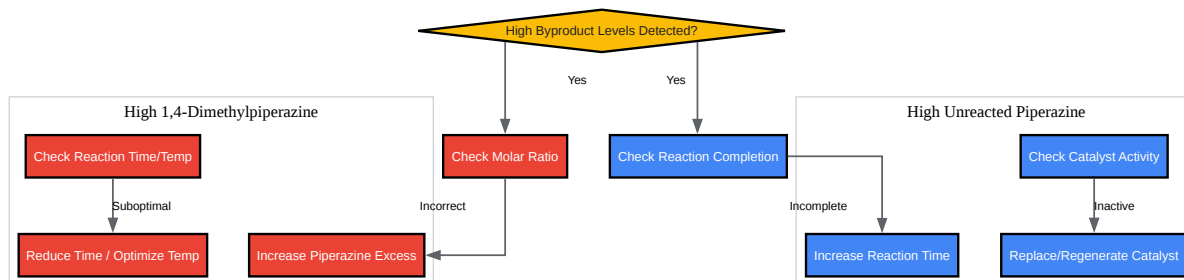 High Byproduct Levels Detected?
Yes
Yes
High 1,4-Dimethylpiperazine
High Unreacted Piperazine
Check Reaction Time/Temp
Check Molar Ratio
Check Reaction Completion
Check Catalyst Activity
Suboptimal
Incorrect
Incomplete
Inactive
Reduce Time / Optimize Temp
Increase Piperazine Excess
Increase Reaction Time
Replace/Regenerate Catalyst